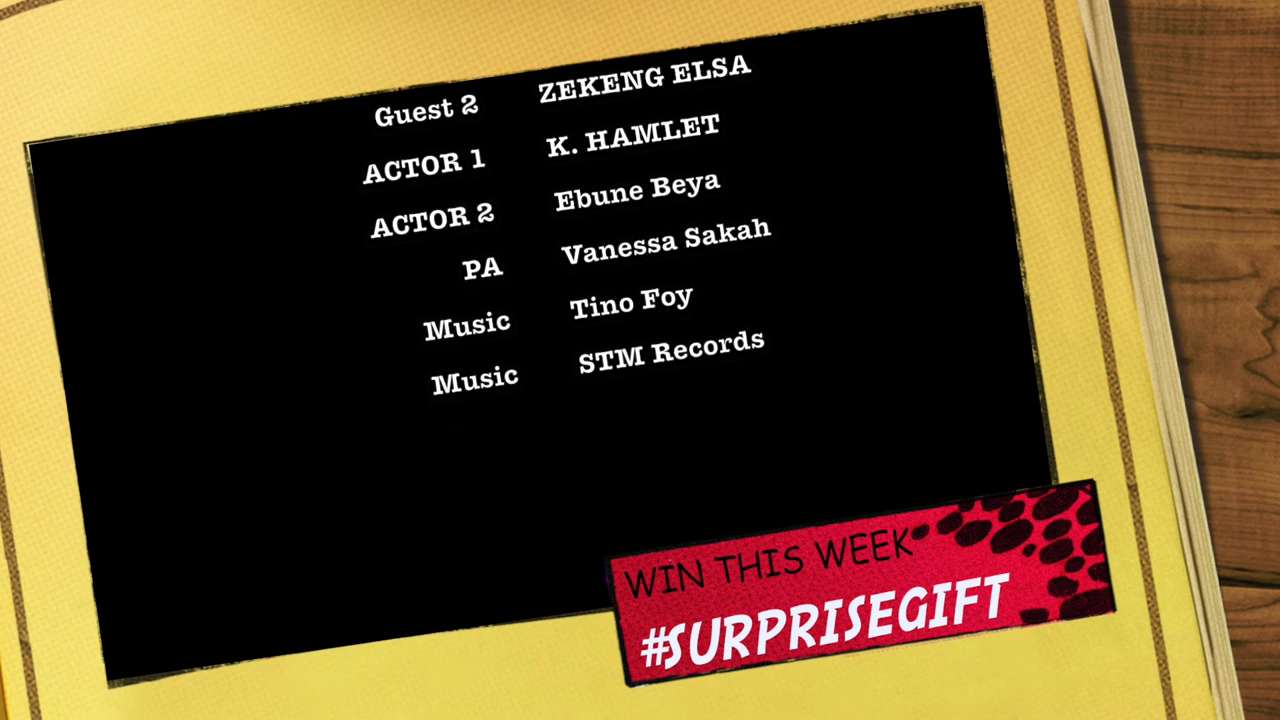 Guest 2 ZEKENG ELSA
ACTOR 1 K. HAMLET
ACTOR 2 Ebune Beya
PA Vanessa Sakah
Music Tino Foy
Music STM Records
WIN THIS WEEK
#SURPRISEGIFT